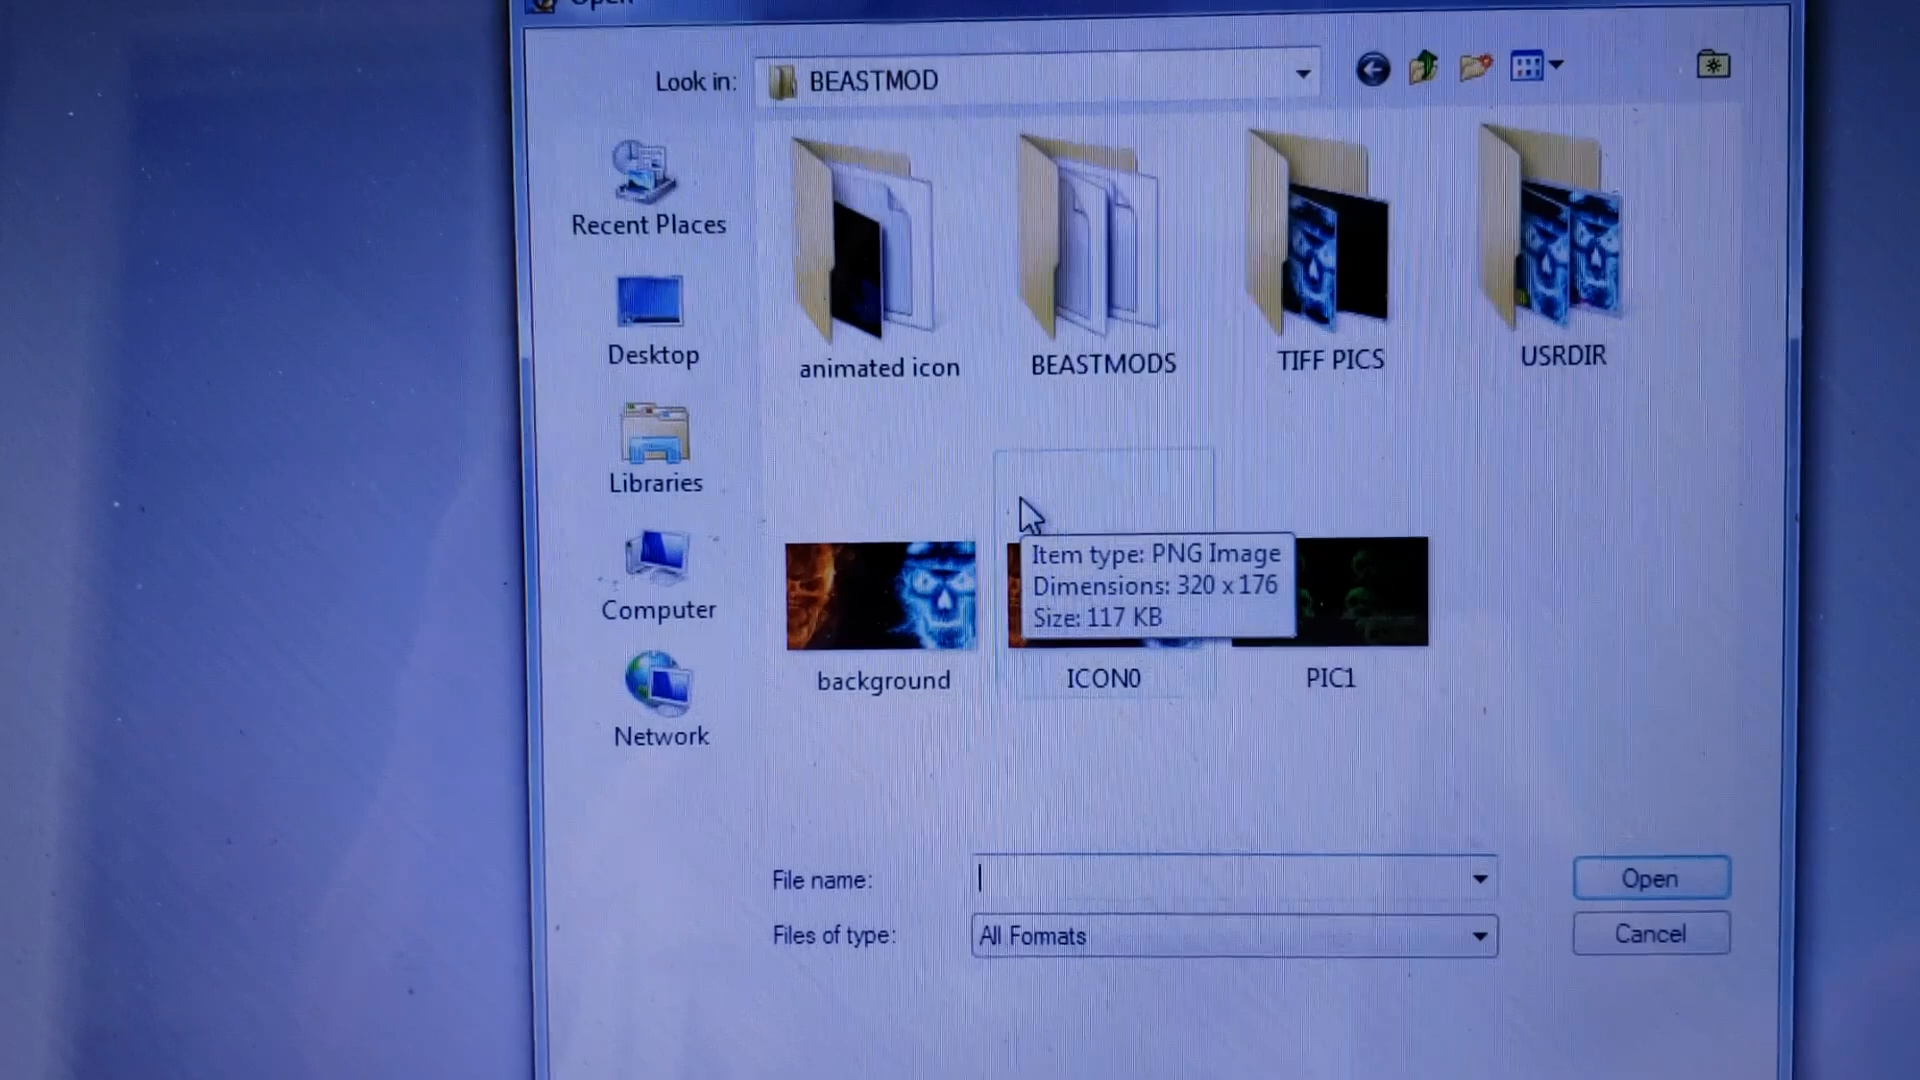 Open
Look in:
BEASTMOD
Recent Places
Desktop
Libraries
Computer
Network
animated icon
BEASTMODS
TIFF PICS
USRDIR
Item type: PNG Image
Dimensions: 320 x 176
Size: 117 KB
background
ICON0
PIC1
File name:
Open
Files of type:
All Formats
Cancel